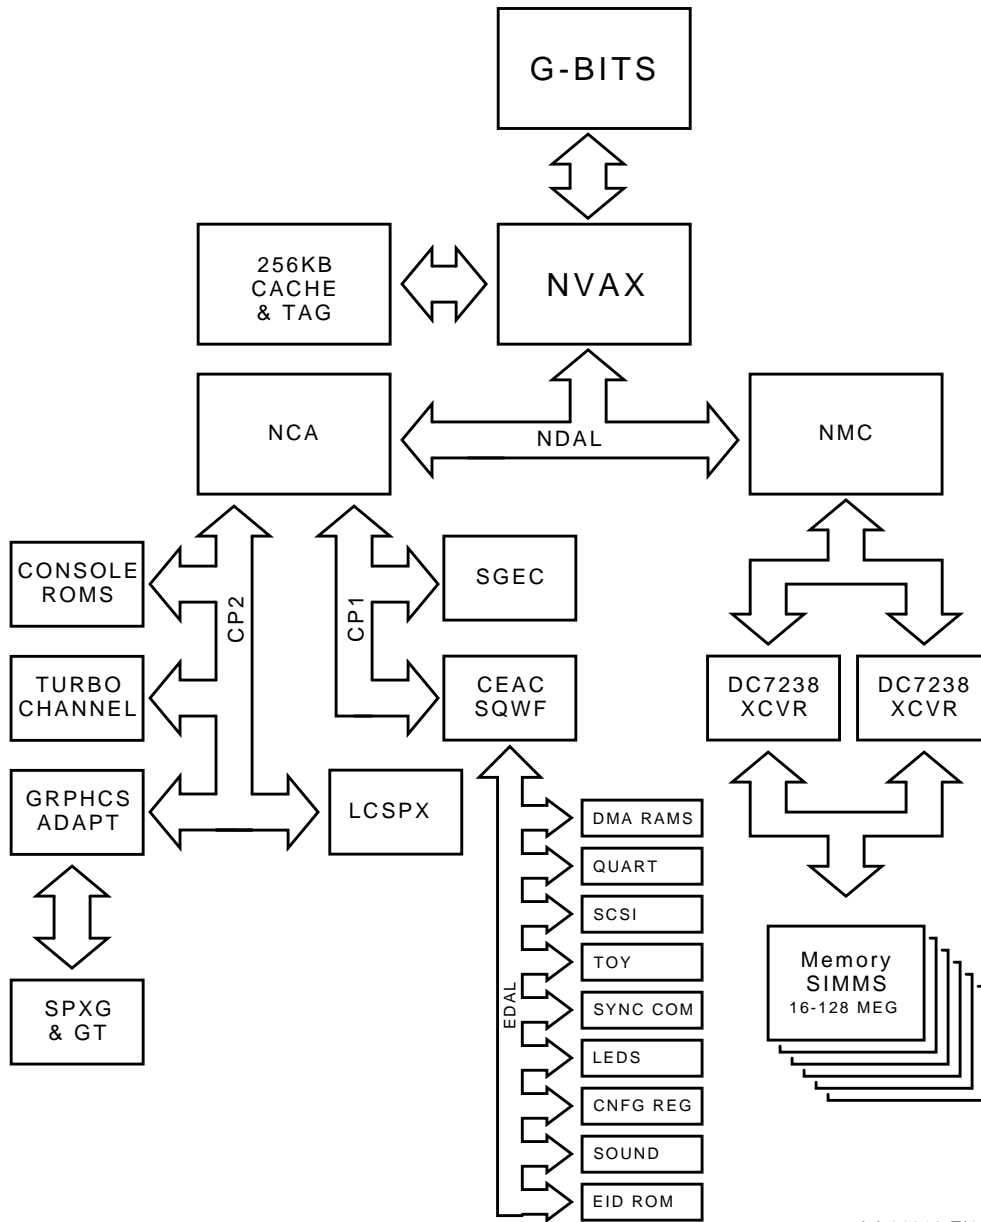 G-BITS
256KB
CACHE
& TAG
NVAX
NCA
NDAL
NMC
CONSOLE
ROMS
CP2
CP1
SGEC
TURBO
CHANNEL
CEAC
SQWF
DC7238
XCVR
DC7238
XCVR
GRPHCS
ADAPT
LCSPX
DMA RAMS
QUART
SCSI
TOY
SYNC COM
LEDS
CNFG REG
SOUND
EID ROM
EDAL
SPXG
& GT
Memory
SIMMS
16-128 MEG